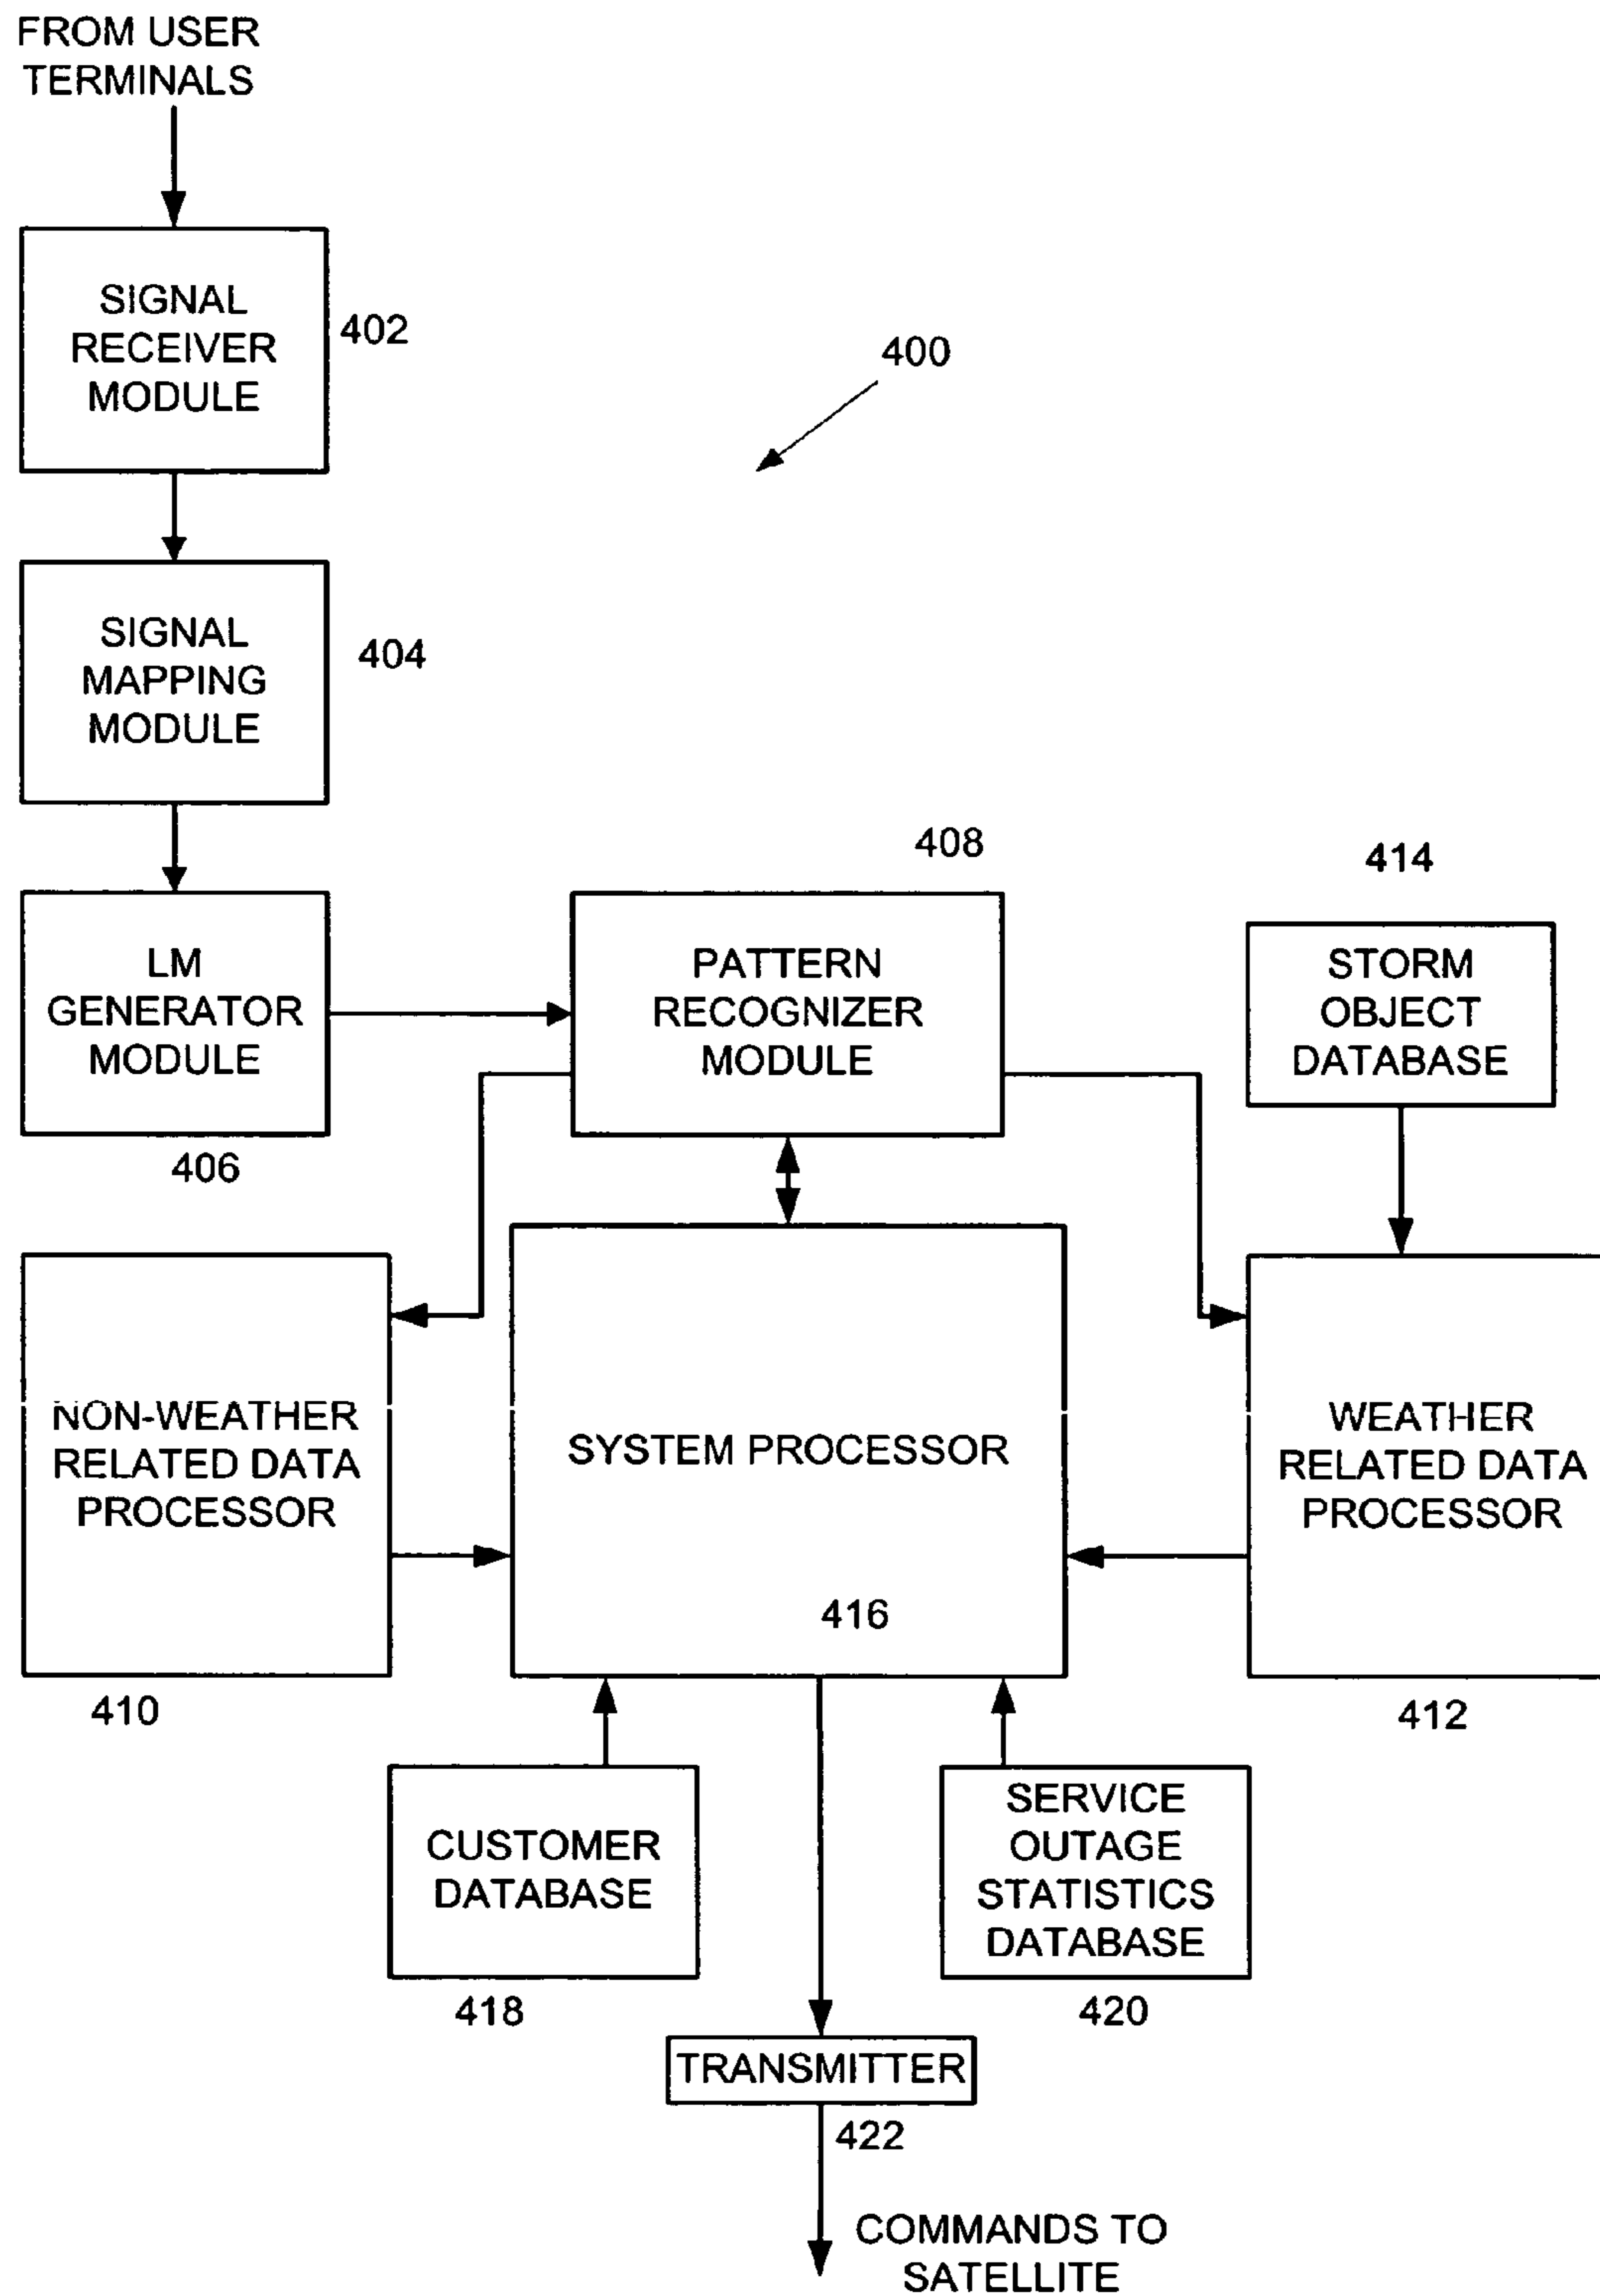 FROM USER
TERMINALS
SIGNAL
RECEIVER
MODULE
402
400
SIGNAL
MAPPING
MODULE
404
408
414
LM
GENERATOR
MODULE
PATTERN
RECOGNIZER
MODULE
STORM
OBJECT
DATABASE
406
NON-WEATHER
RELATED DATA
PROCESSOR
SYSTEM PROCESSOR
WEATHER
RELATED DATA
PROCESSOR
416
410
412
CUSTOMER
DATABASE
SERVICE
OUTAGE
STATISTICS
DATABASE
418
420
TRANSMITTER
422
COMMANDS TO
SATELLITE